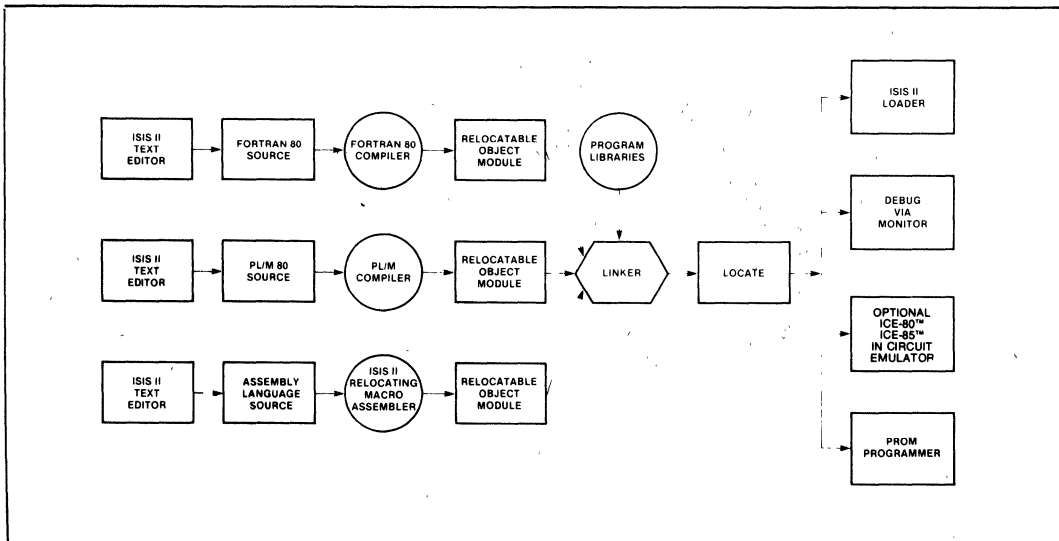 ISIS II
TEXT
EDITOR
FORTRAN 80
SOURCE
FORTRAN 80
COMPILER
RELOCATABLE
OBJECT
MODULE
PROGRAM
LIBRARIES
ISIS II
LOADER
ISIS II
TEXT
EDITOR
PL/M 80
SOURCE
PL/M
COMPILER
RELOCATABLE
OBJECT
MODULE
LINKER
LOCATE
DEBUG
VIA
MONITOR
OPTIONAL
ICE-80™
ICE-85™
IN CIRCUIT
EMULATOR
ISIS II
TEXT
EDITOR
ASSEMBLY
LANGUAGE
SOURCE
ISIS II
RELOCATING
MACRO
ASSEMBLER
RELOCATABLE
OBJECT
MODULE
PROM
PROGRAMMER